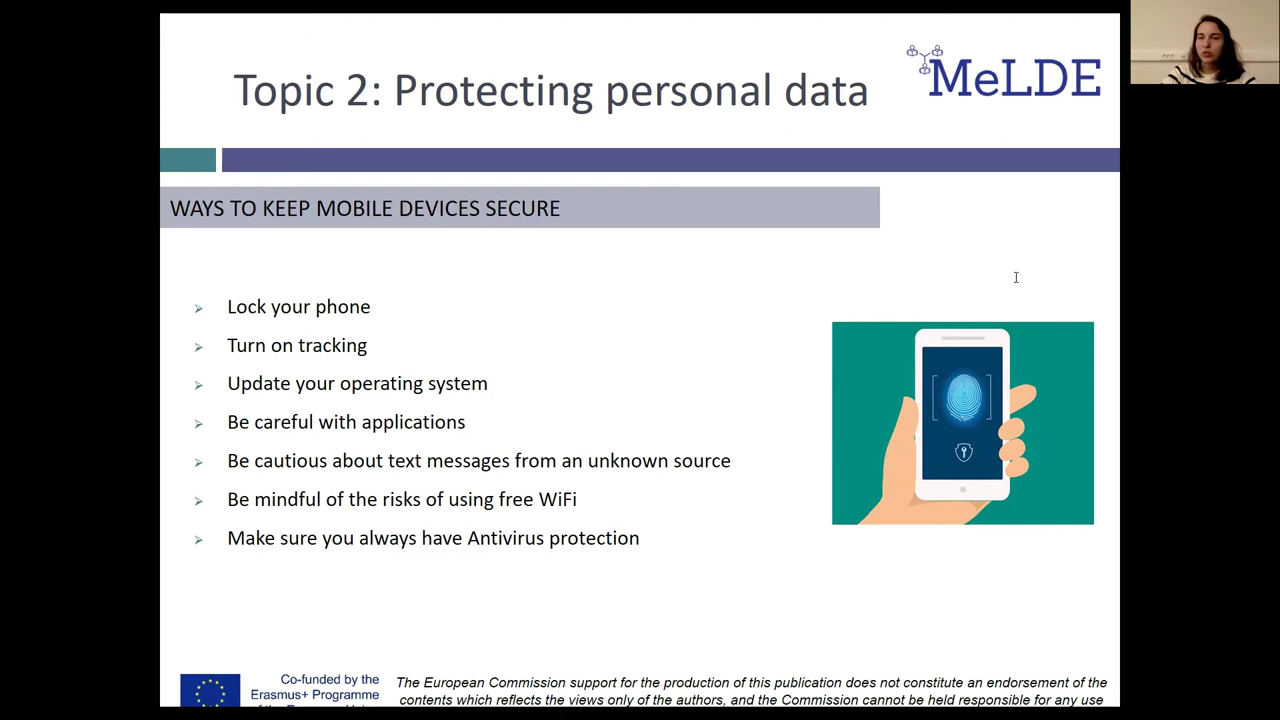 Topic 2: Protecting personal data
MeLDE
WAYS TO KEEP MOBILE DEVICES SECURE
Lock your phone
Turn on tracking
Update your operating system
Be careful with applications
Be cautious about text messages from an unknown source
Be mindful of the risks of using free WiFi
Make sure you always have Antivirus protection
Co-funded by the
Erasmus+ Programme
The European Commission support for the production of this publication does not constitute an endorsement of the
contents which reflects the views only of the authors, and the Commission cannot be held responsible for any use